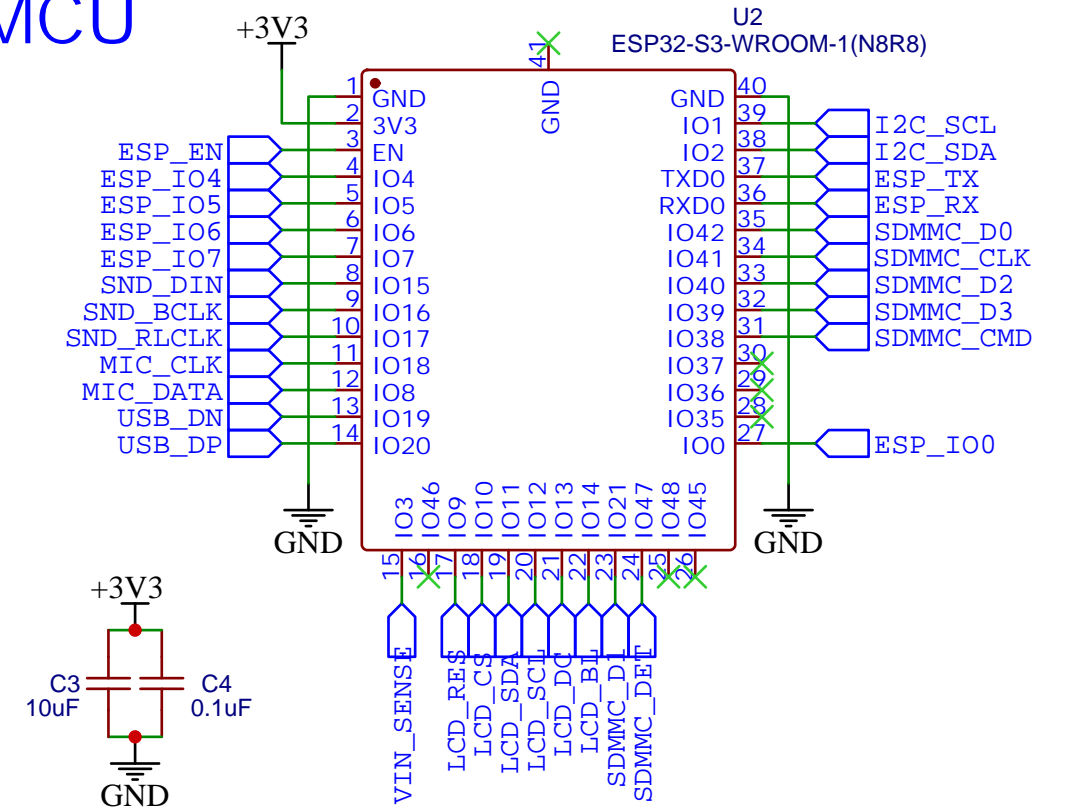 MCU
+3V3
U2
ESP32-S3-WROOM-1(N8R8)
41
GND
1 GND
2 3V3
ESP_EN 3 EN
ESP_IO4 4 IO4
ESP_IO5 5 IO5
ESP_IO6 6 IO6
ESP_IO7 7 IO7
SND_DIN 8 IO15
SND_BCLK 9 IO16
SND_RLCLK 10 IO17
MIC_CLK 11 IO18
MIC_DATA 12 IO8
USB_DN 13 IO19
USB_DP 14 IO20
GND 40
IO1 39 I2C_SCL
IO2 38 I2C_SDA
TXD0 37 ESP_TX
RXD0 36 ESP_RX
IO42 35 SDMMC_D0
IO41 34 SDMMC_CLK
IO40 33 SDMMC_D2
IO39 32 SDMMC_D3
IO38 31 SDMMC_CMD
IO37 30
IO36 29
IO35 28
IO0 27 ESP_IO0
GND
GND
IO3 15 VIN_SENSE
IO46 16
IO9 17 LCD_RES
IO10 18 LCD_CS
IO11 19 LCD_SDA
IO12 20 LCD_SCL
IO13 21 LCD_DC
IO14 22 LCD_BL
IO21 23 SDMMC_D1
IO47 24 SDMMC_DET
IO48 25
IO45 26
+3V3
C3
10uF
C4
0.1uF
GND